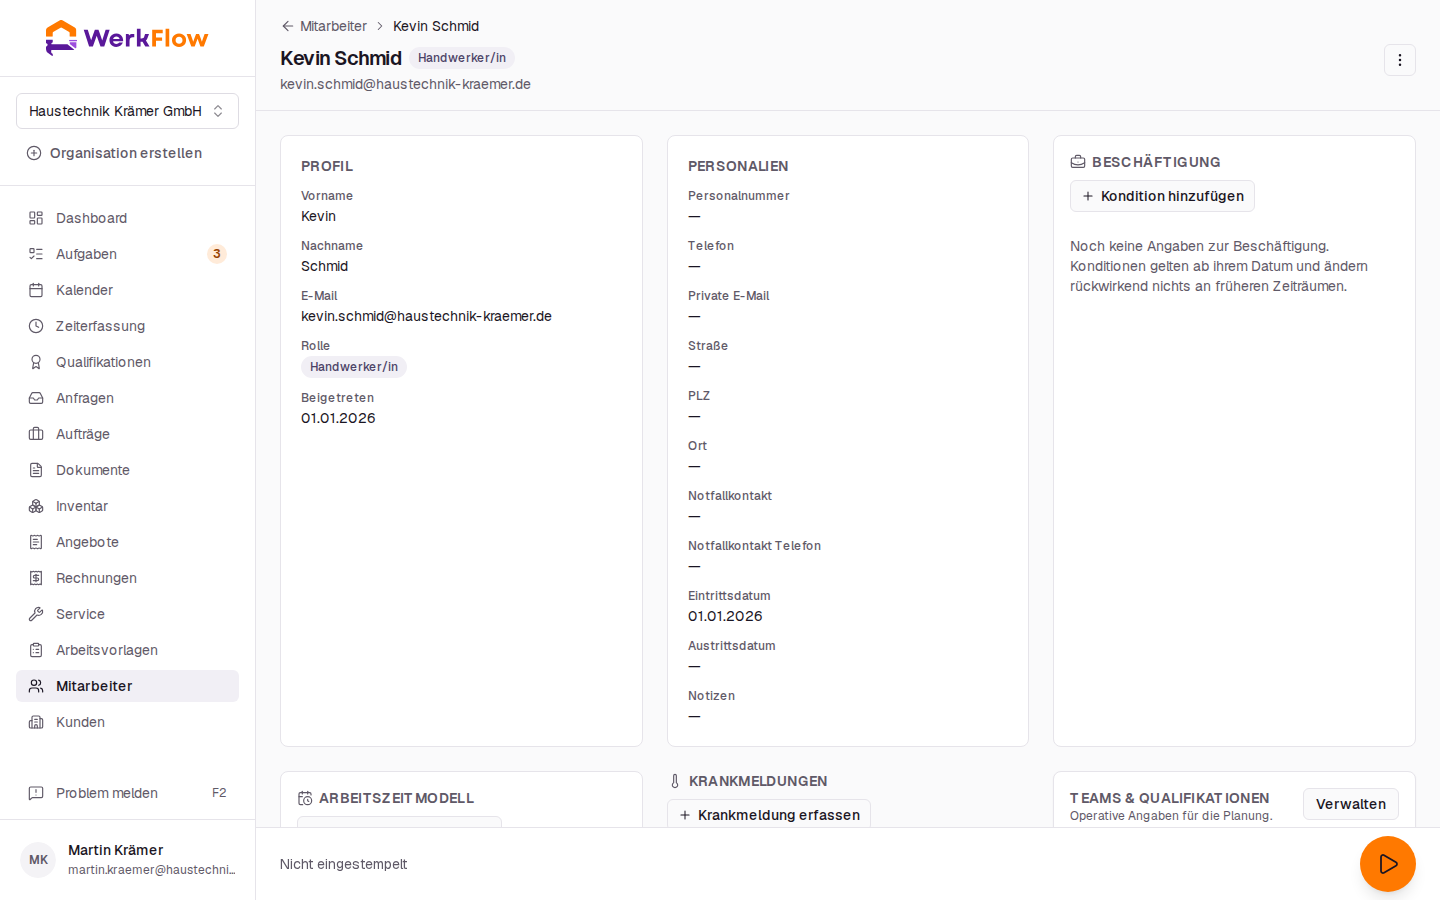 WerkFlow
Haustechnik Krämer GmbH
Organisation erstellen
Dashboard
Aufgaben
3
Kalender
Zeiterfassung
Qualifikationen
Anfragen
Aufträge
Dokumente
Inventar
Angebote
Rechnungen
Service
Arbeitsvorlagen
Mitarbeiter
Kunden
Problem melden
F2
MK
Martin Krämer
martin.kraemer@haustechni…
Mitarbeiter
Kevin Schmid
Kevin Schmid
Handwerker/in
kevin.schmid@haustechnik-kraemer.de
PROFIL
Vorname
Kevin
Nachname
Schmid
E-Mail
kevin.schmid@haustechnik-kraemer.de
Rolle
Handwerker/in
Beigetreten
01.01.2026
PERSONALIEN
Personalnummer
—
Telefon
—
Private E-Mail
—
Straße
—
PLZ
—
Ort
—
Notfallkontakt
—
Notfallkontakt Telefon
—
Eintrittsdatum
01.01.2026
Austrittsdatum
—
Notizen
—
BESCHÄFTIGUNG
Kondition hinzufügen
Noch keine Angaben zur Beschäftigung.
Konditionen gelten ab ihrem Datum und ändern
rückwirkend nichts an früheren Zeiträumen.
ARBEITSZEITMODELL
KRANKMELDUNGEN
Krankmeldung erfassen
TEAMS & QUALIFIKATIONEN
Operative Angaben für die Planung.
Verwalten
Nicht eingestempelt